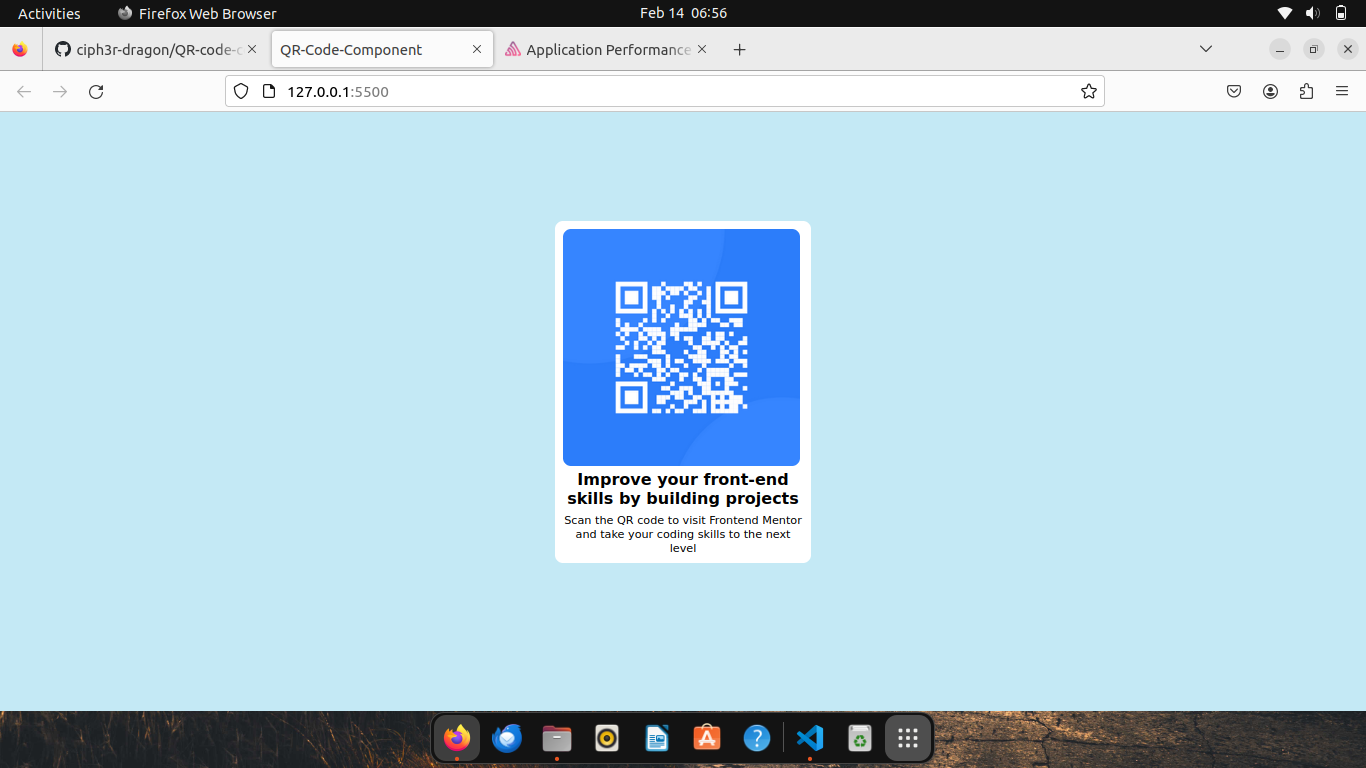 Activities Firefox Web Browser Feb 14 06:56
ciph3r-dragon/QR-code-c QR-Code-Component Application Performance
127.0.0.1:5500
Improve your front-end
skills by building projects
Scan the QR code to visit Frontend Mentor
and take your coding skills to the next
level